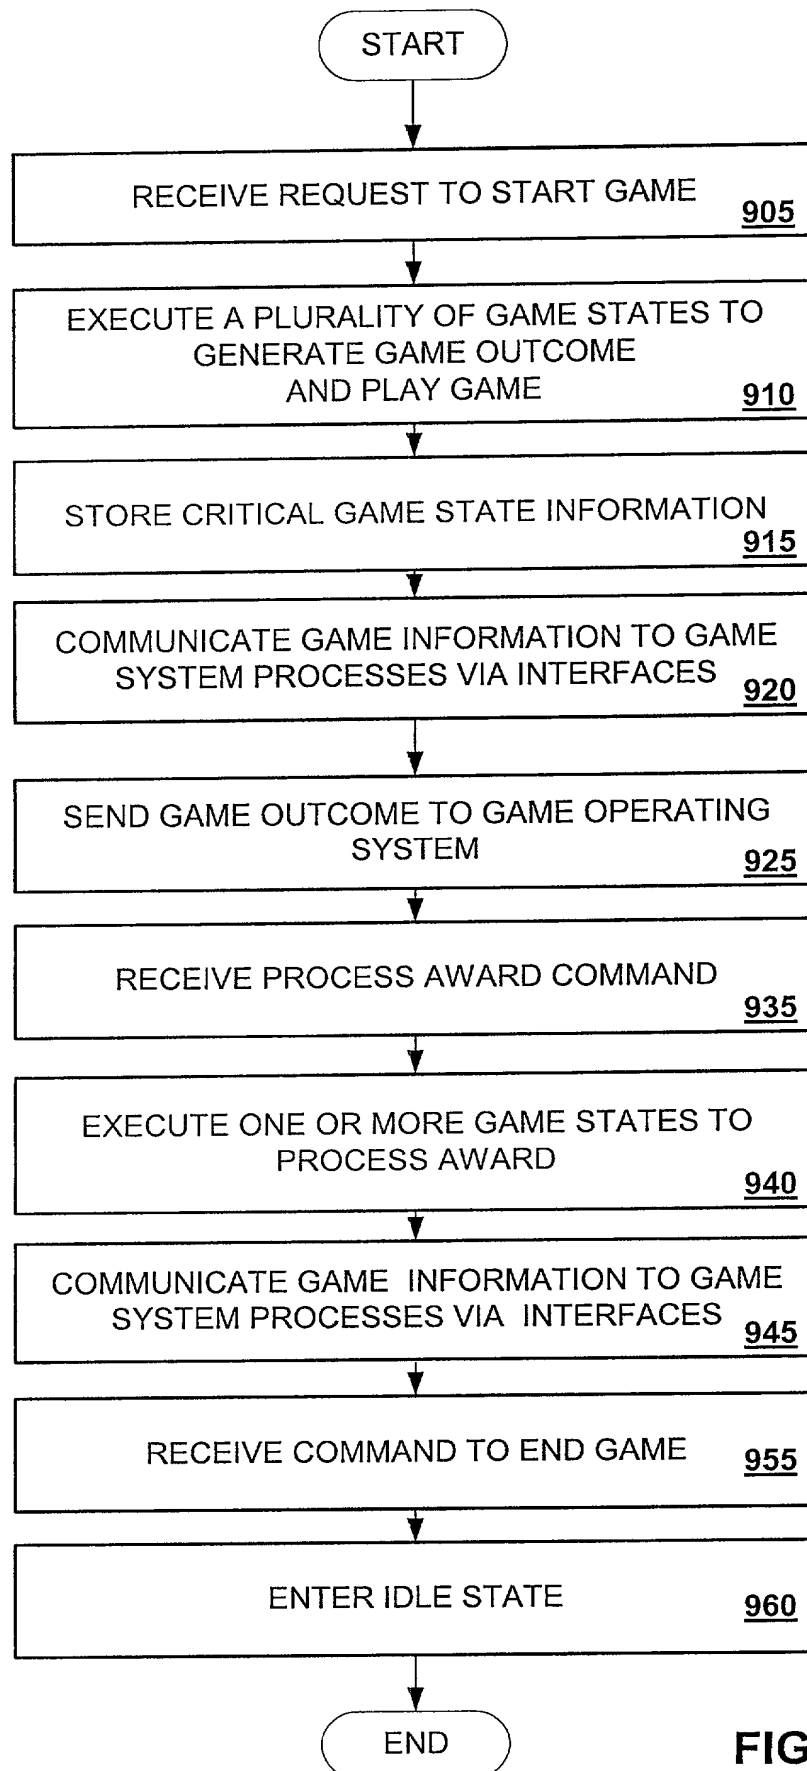 START
RECEIVE REQUEST TO START GAME
905
EXECUTE A PLURALITY OF GAME STATES TO
GENERATE GAME OUTCOME
AND PLAY GAME
910
STORE CRITICAL GAME STATE INFORMATION
915
COMMUNICATE GAME INFORMATION TO GAME
SYSTEM PROCESSES VIA INTERFACES
920
SEND GAME OUTCOME TO GAME OPERATING
SYSTEM
925
RECEIVE PROCESS AWARD COMMAND
935
EXECUTE ONE OR MORE GAME STATES TO
PROCESS AWARD
940
COMMUNICATE GAME INFORMATION TO GAME
SYSTEM PROCESSES VIA INTERFACES
945
RECEIVE COMMAND TO END GAME
955
ENTER IDLE STATE
960
END
FIG